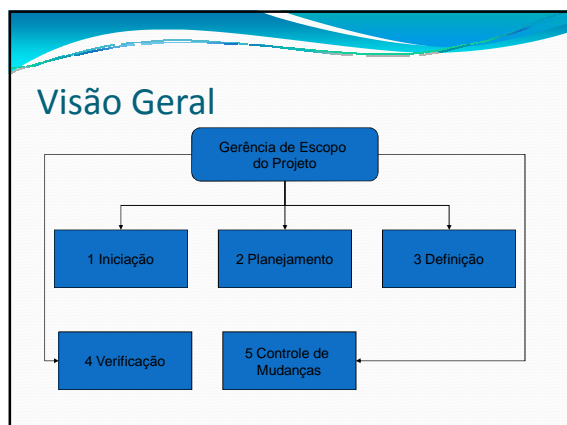 Visão Geral
Gerência de Escopo
do Projeto
1 Iniciação
2 Planejamento
3 Definição
4 Verificação
5 Controle de
Mudanças